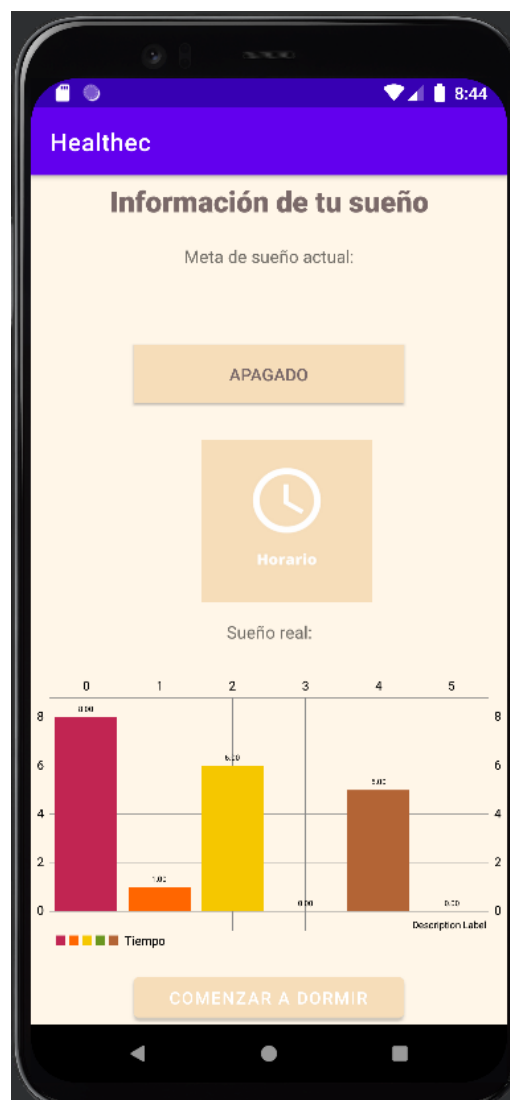 8:44
Healthec
Información de tu sueño
Meta de sueño actual:
APAGADO
Horario
Sueño real:
0 1 2 3 4 5
8 8.00 8
6 6.00 6
5.00
4 4
2 2
1.00
0 0.00 0.00 0
Description Label
Tiempo
COMENZAR A DORMIR